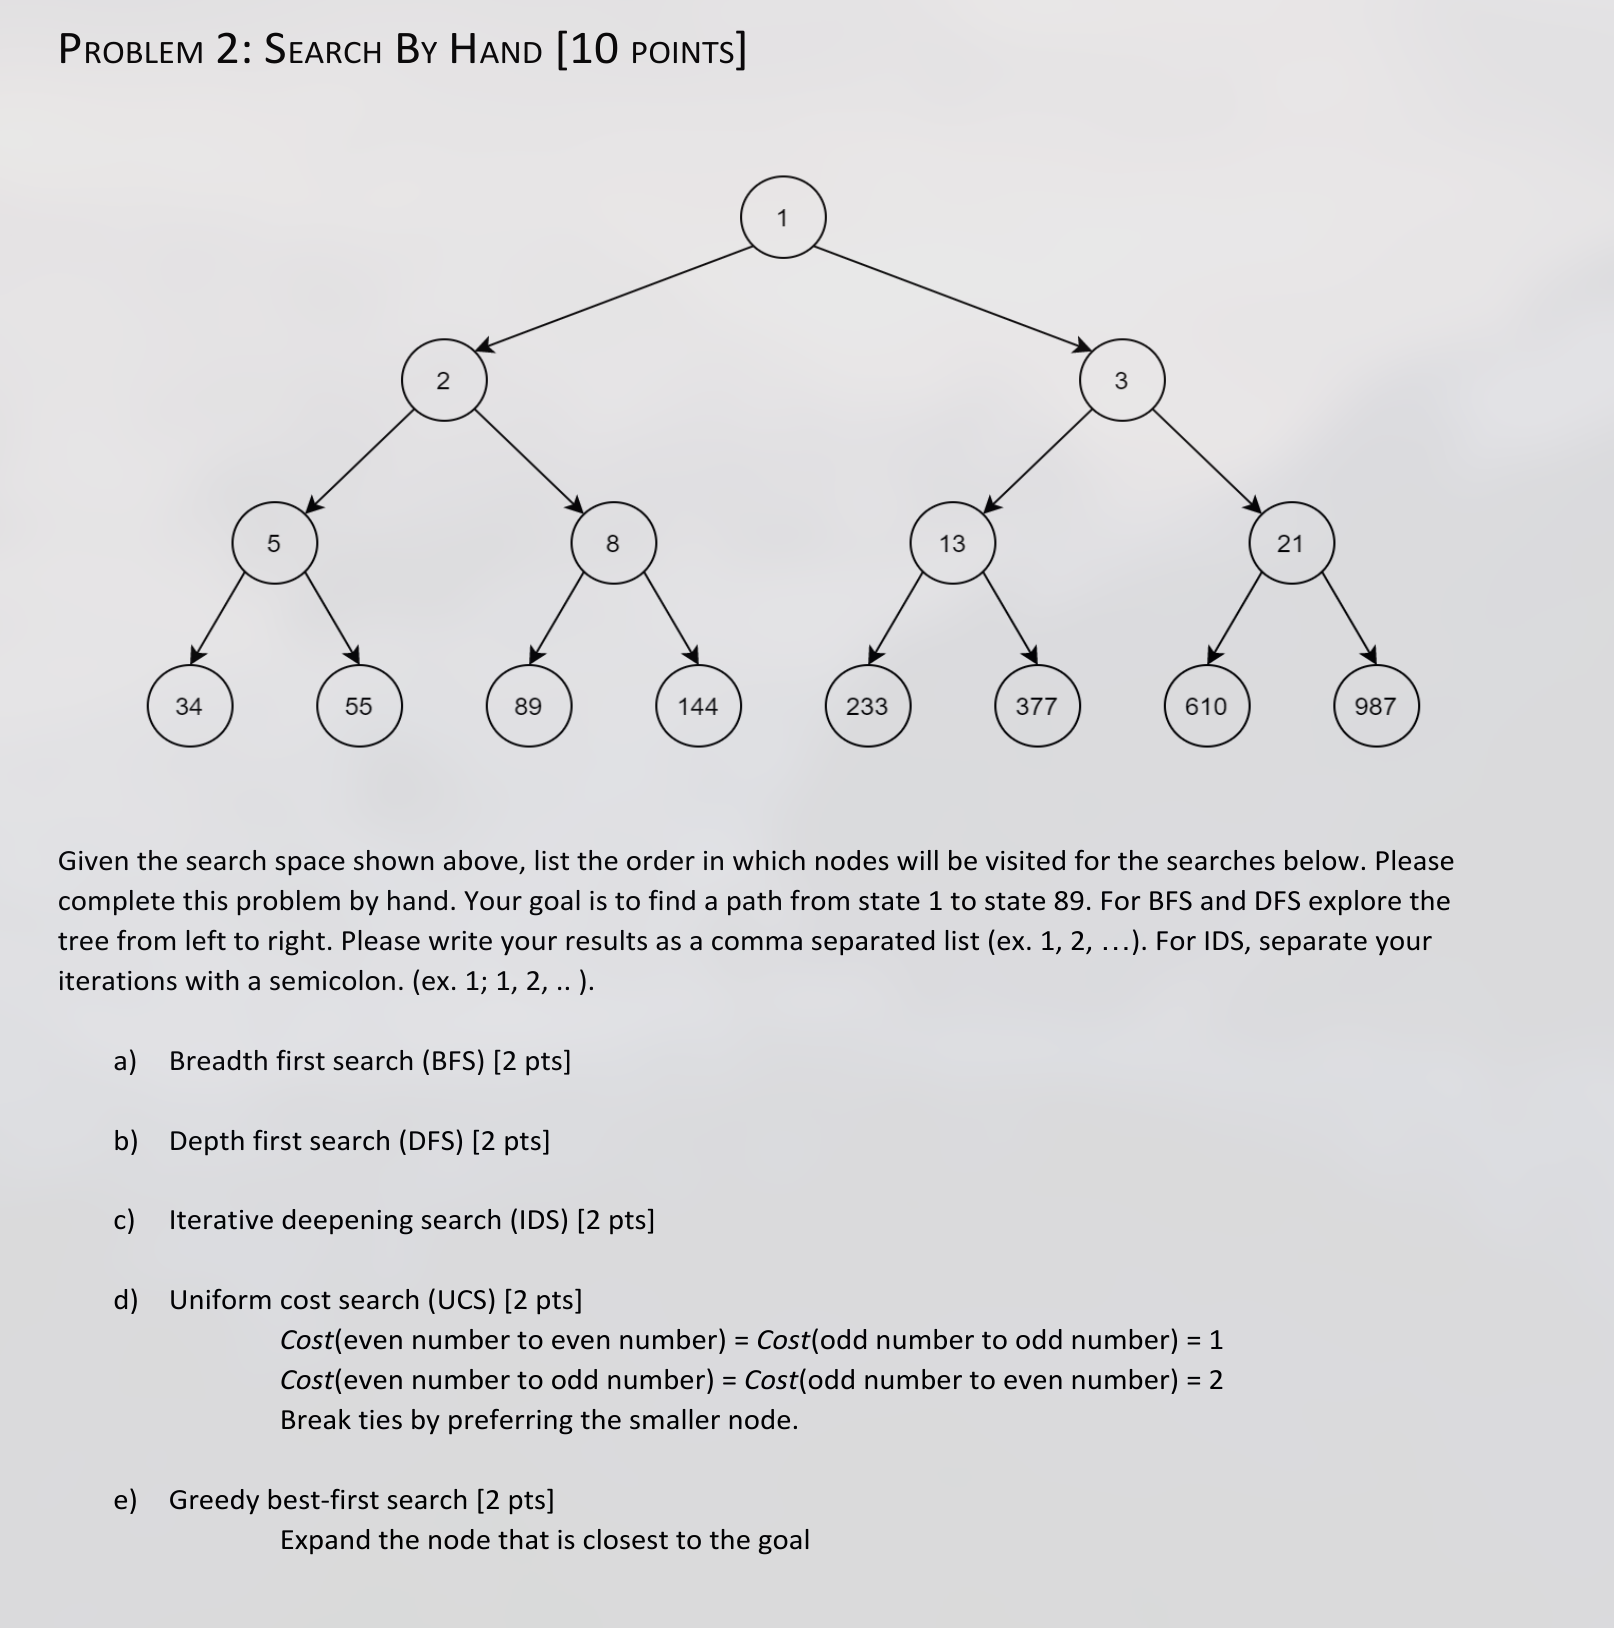 PROBLEM 2: SEARCH BY HAND [10 POINTS]
1
2
3
5
8
13
21
34
55
89
144
233
377
610
987
Given the search space shown above, list the order in which nodes will be visited for the searches below. Please
complete this problem by hand. Your goal is to find a path from state 1 to state 89. For BFS and DFS explore the
tree from left to right. Please write your results as a comma separated list (ex. 1, 2, ...). For IDS, separate your
iterations with a semicolon. (ex. 1; 1, 2, .. ).
a) Breadth first search (BFS) [2 pts]
b) Depth first search (DFS) [2 pts]
c) Iterative deepening search (IDS) [2 pts]
d) Uniform cost search (UCS) [2 pts]
Cost(even number to even number) = Cost(odd number to odd number) = 1
Cost(even number to odd number) = Cost(odd number to even number) = 2
Break ties by preferring the smaller node.
e) Greedy best-first search [2 pts]
Expand the node that is closest to the goal